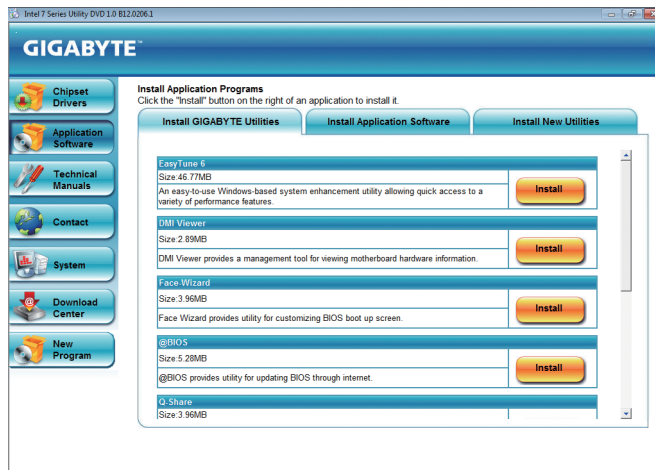 Intel 7 Series Utility DVD 1.0 B12.0206.1
GIGABYTE™
Chipset
Drivers
Application
Software
Technical
Manuals
Contact
System
Download
Center
New
Program
Install Application Programs
Click the "Install" button on the right of an application to install it.
Install GIGABYTE Utilities
Install Application Software
Install New Utilities
EasyTune 6
Size:46.77MB
An easy-to-use Windows-based system enhancement utility allowing quick access to a
variety of performance features.
Install
DMI Viewer
Size:2.89MB
DMI Viewer provides a management tool for viewing motherboard hardware information.
Install
Face-Wizard
Size:3.96MB
Face Wizard provides utility for customizing BIOS boot up screen.
Install
@BIOS
Size:5.28MB
@BIOS provides utility for updating BIOS through internet.
Install
Q-Share
Size:3.96MB